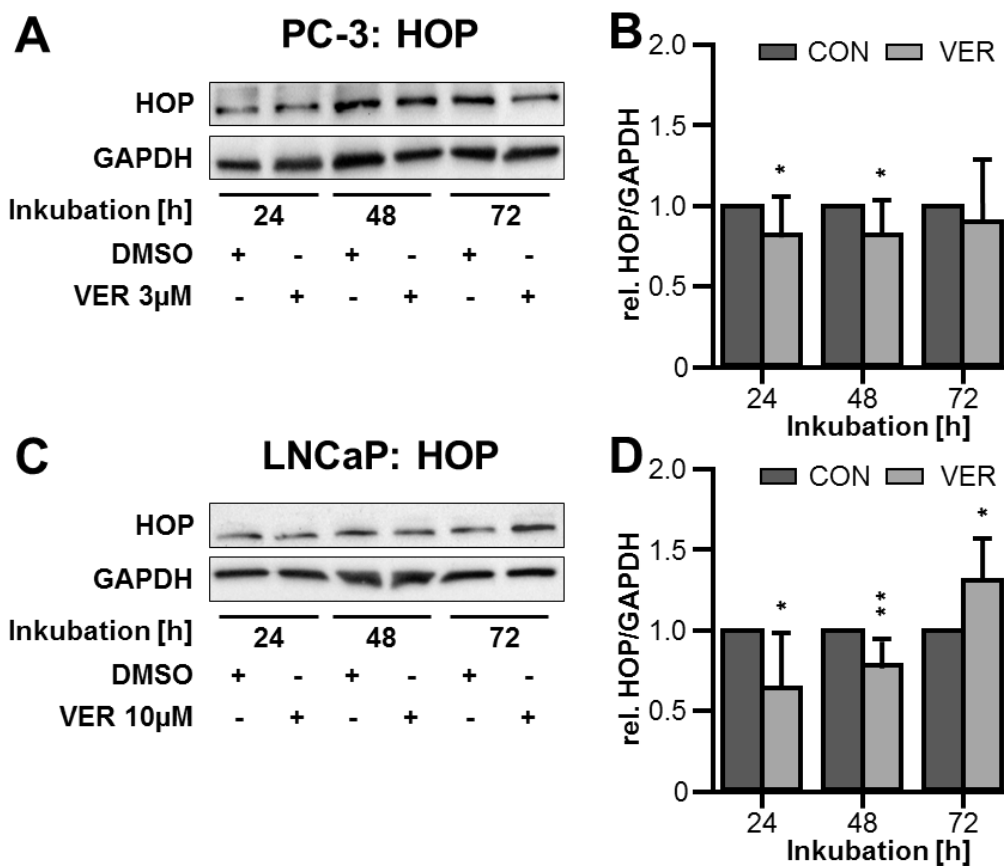 A
PC-3: HOP
HOP
GAPDH
Inkubation [h]
24 48 72
DMSO + - + - + -
VER 3µM - + - + - +
B
2.0
CON VER
1.5
1.0
0.5
0
rel. HOP/GAPDH
* *
24 48 72
Inkubation [h]
C
LNCaP: HOP
HOP
GAPDH
Inkubation [h]
24 48 72
DMSO + - + - + -
VER 10µM - + - + - +
D
2.0
CON VER
1.5
1.0
0.5
0
rel. HOP/GAPDH
* ** *
24 48 72
Inkubation [h]